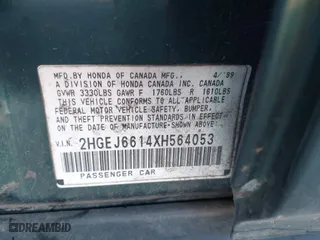 MFD.BY HONDA OF CANADA MFG.. 4/'99
A DIVISION OF HONDA CANADA INC. CANADA
GVWR 3330LBS GAWR F 1760LBS R 1610LBS
THIS VEHICLE CONFORMS TO ALL APPLICABLE
FEDERAL MOTOR VEHICLE SAFETY, BUMPER,
AND THEFT PREVENTION STANDARDS IN EFFECT
ON THE DATE OF MANUFACTURE SHOWN ABOVE.
V.I.N. 2HGEJ6614XH564053
PASSENGER CAR